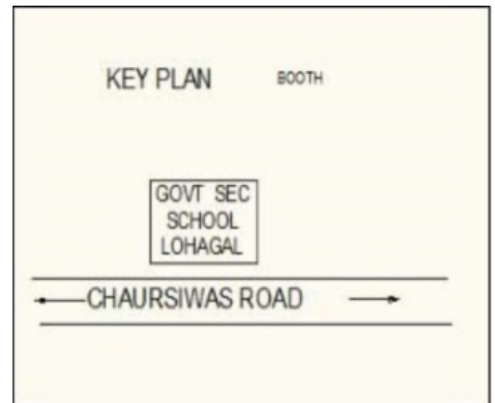 KEY PLAN BOOTH
GOVT SEC
SCHOOL
LOHAGAL
CHAURSIWAS ROAD